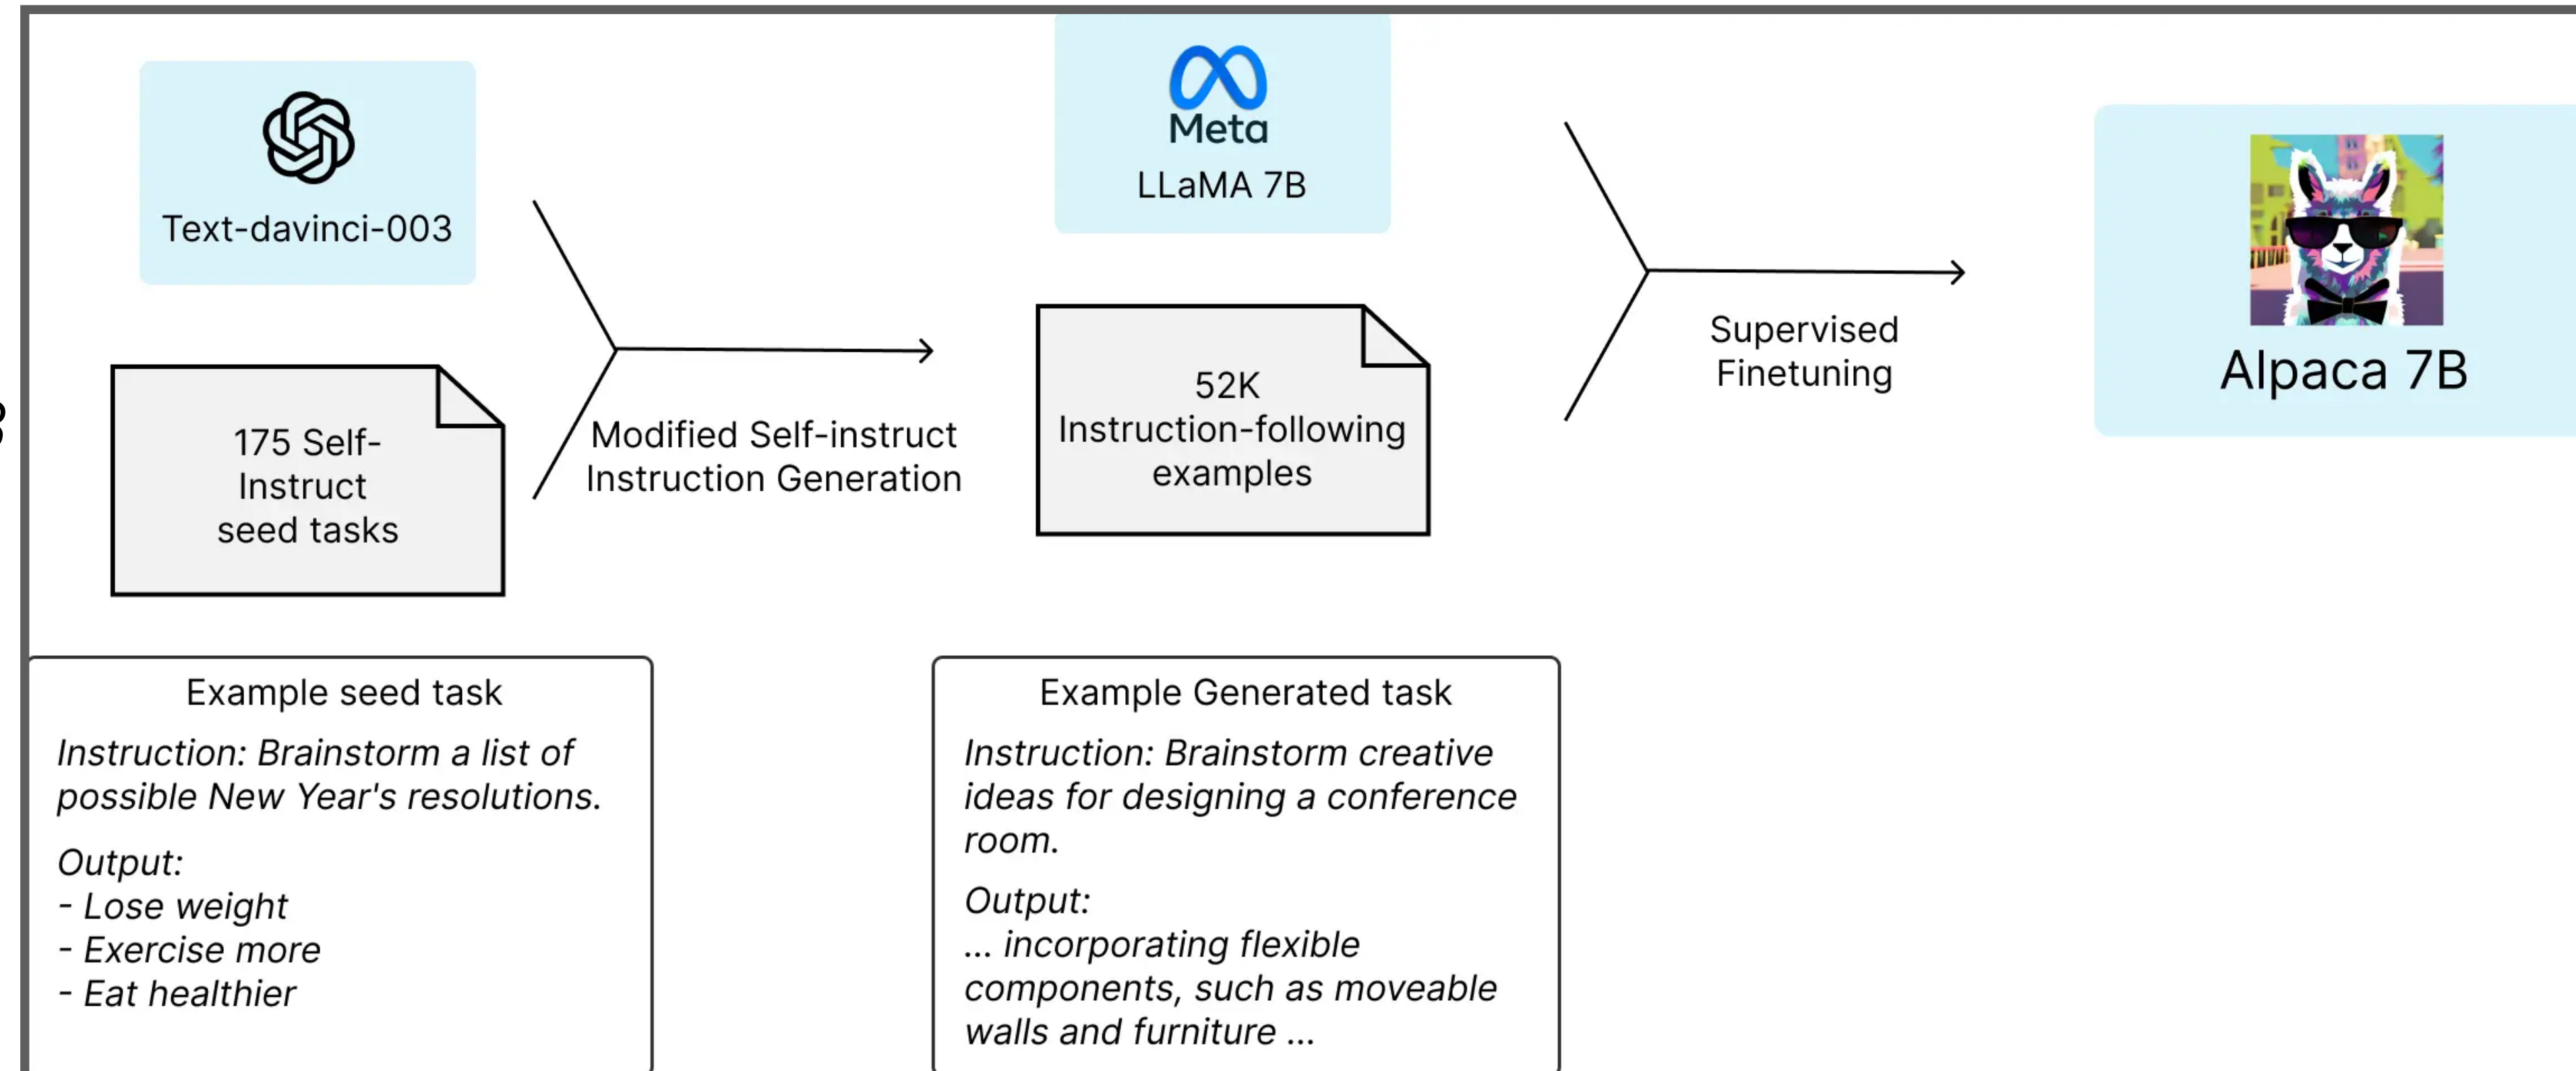 Text-davinci-003
175 Self-
Instruct
seed tasks
Modified Self-instruct
Instruction Generation
Meta
LLaMA 7B
52K
Instruction-following
examples
Supervised
Finetuning
Alpaca 7B
Example seed task
Instruction: Brainstorm a list of
possible New Year's resolutions.
Output:
- Lose weight
- Exercise more
- Eat healthier
Example Generated task
Instruction: Brainstorm creative
ideas for designing a conference
room.
Output:
... incorporating flexible
components, such as moveable
walls and furniture ...